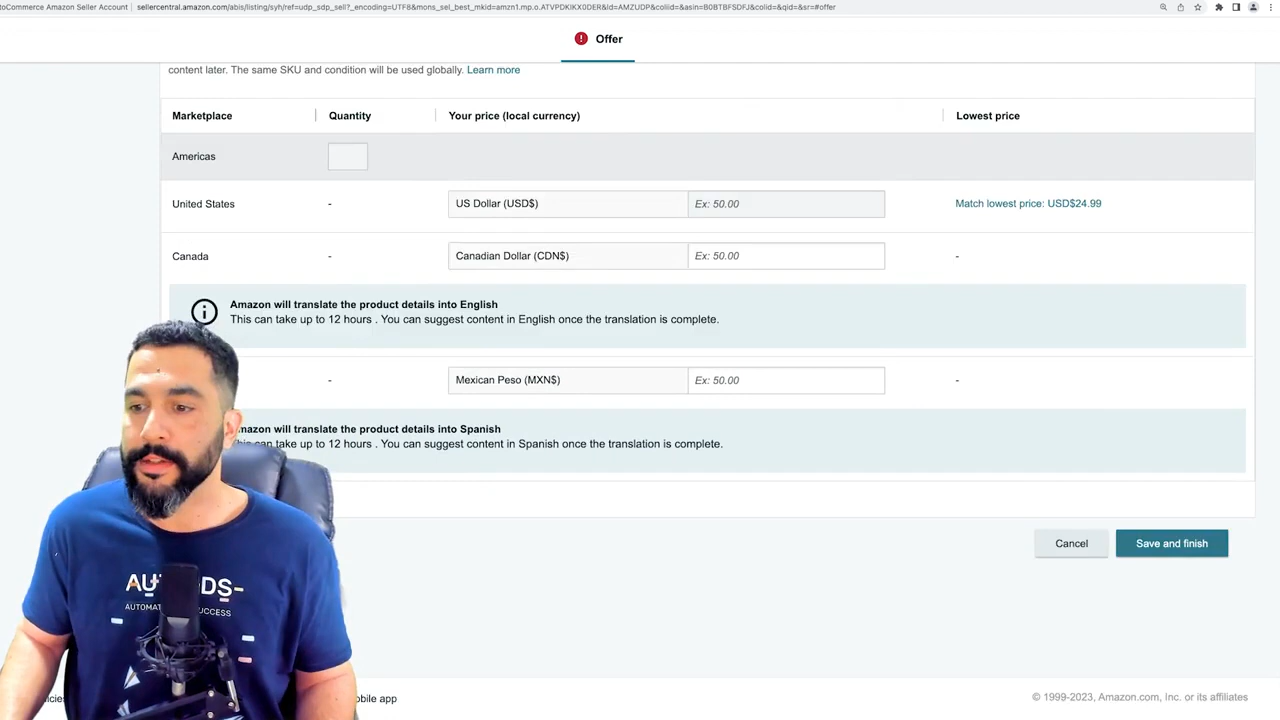 oCommerce Amazon Seller Account
sellercentral.amazon.com/abis/listing/syh/ref=udp_sdp_sell?_encoding=UTF8&mons_sel_best_mkid=amzn1.mp.o.ATVPDKIKX0DER&ld=AMZUDP&coliid=&asin=B0BTBFSDFJ&colid=&qid=&sr=#offer
Offer
content later. The same SKU and condition will be used globally. Learn more
Marketplace Quantity Your price (local currency) Lowest price
Americas
United States - US Dollar (USD$) Ex: 50.00 Match lowest price: USD$24.99
Canada - Canadian Dollar (CDN$) Ex: 50.00 -
Amazon will translate the product details into English
This can take up to 12 hours . You can suggest content in English once the translation is complete.
- Mexican Peso (MXN$) Ex: 50.00 -
mazon will translate the product details into Spanish
his can take up to 12 hours . You can suggest content in Spanish once the translation is complete.
Cancel Save and finish
AU DS-
AUTOMAT SUCCESS
icies obile app © 1999-2023, Amazon.com, Inc. or its affiliates